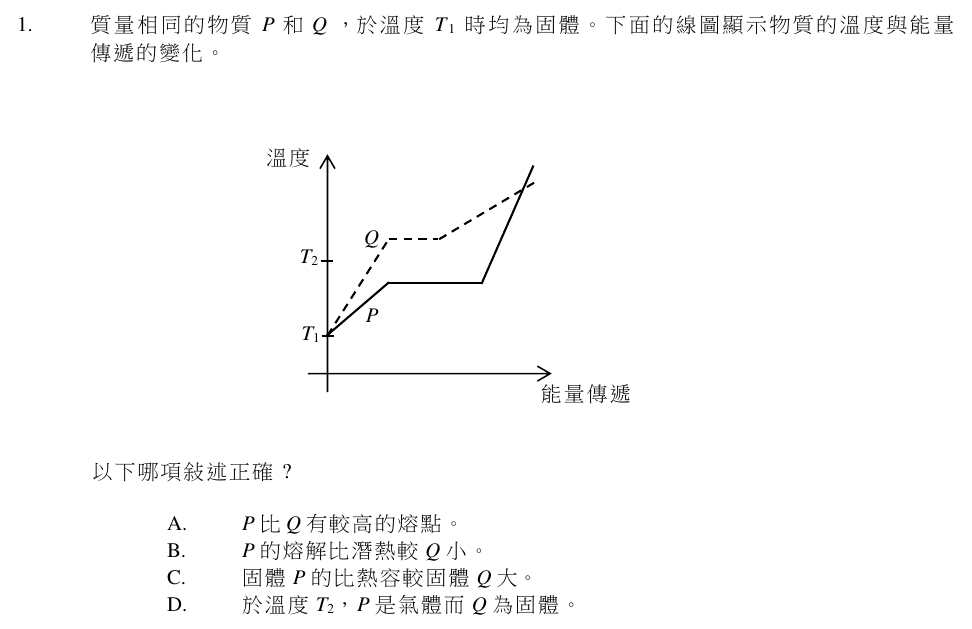 1. 質量相同的物質 P 和 Q ，於溫度 T1 時均為固體。下面的線圖顯示物質的溫度與能量
傳遞的變化。
溫度
Q
T2
P
T1
能量傳遞
以下哪項敍述正確？
A. P 比 Q 有較高的熔點。
B. P 的熔解比潛熱較 Q 小。
C. 固體 P 的比熱容較固體 Q 大。
D. 於溫度 T2，P 是氣體而 Q 為固體。